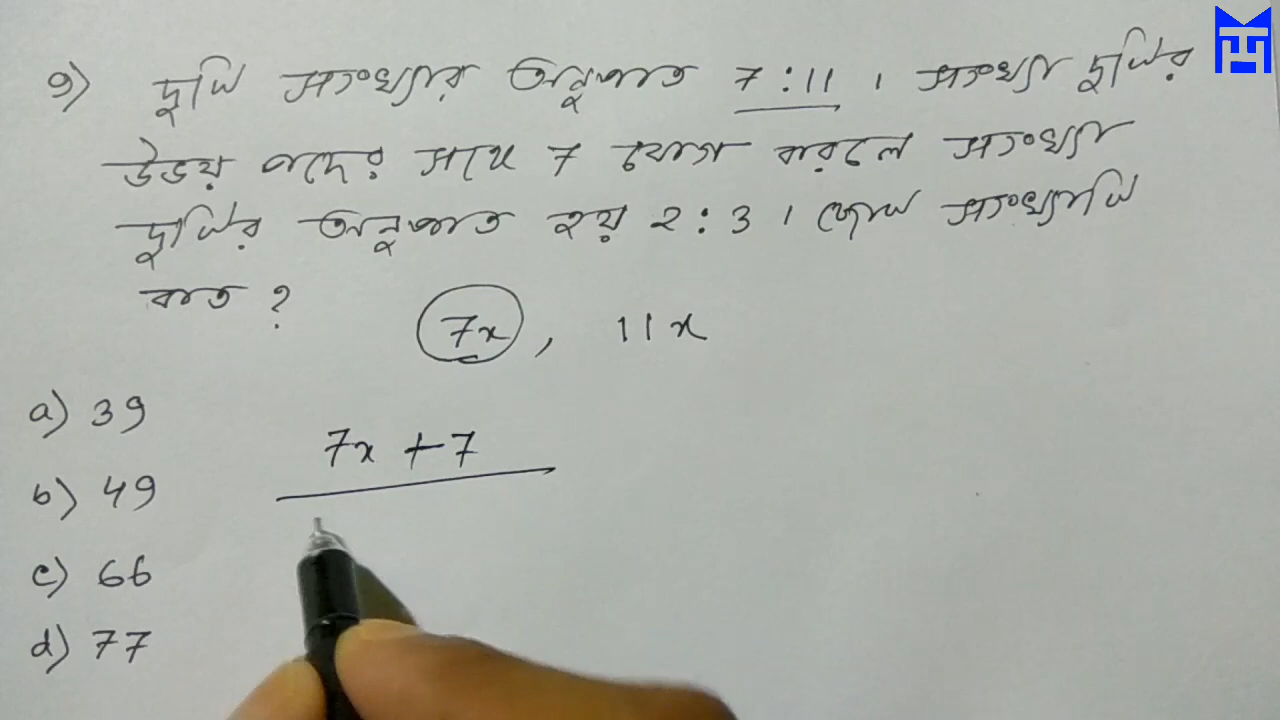 9) দুটি সংখ্যার অনুপাত 7 : 11 । সংখ্যা দুটির
উভয় পদের সাথে 7 যোগ করলে সংখ্যা
দুটির অনুপাত হয় ২ : 3 । ছোট সংখ্যাটি
কত ?
7x , 11x
a) 39
7x + 7
b) 49
c) 66
d) 77